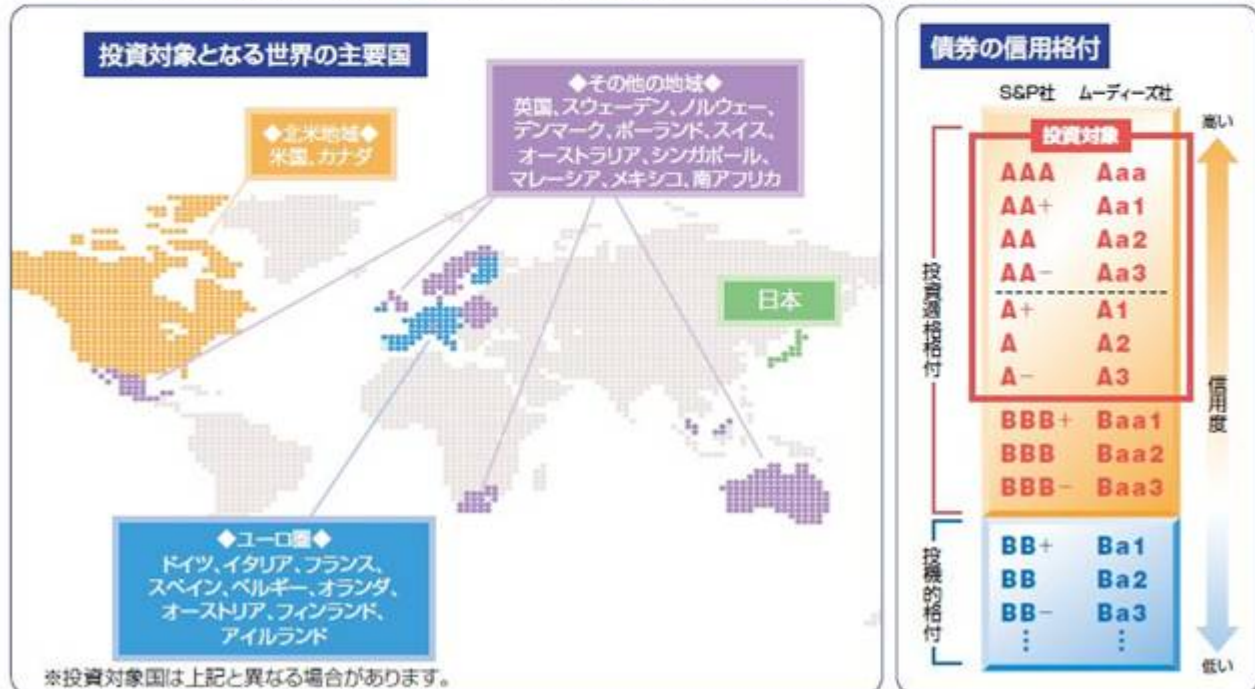 投資対象となる世界の主要国
◆北米地域◆
米国、カナダ
◆その他の地域◆
英国、スウェーデン、ノルウェー、
デンマーク、ポーランド、スイス、
オーストラリア、シンガポール、
マレーシア、メキシコ、南アフリカ
日本
◆ユーロ圏◆
ドイツ、イタリア、フランス、
スペイン、ベルギー、オランダ、
オーストリア、フィンランド、
アイルランド
※投資対象国は上記と異なる場合があります。
債券の信用格付
S&P社 ムーディーズ社
投資対象
AAA Aaa
AA+ Aa1
AA Aa2
AA- Aa3
A+ A1
A A2
A- A3
BBB+ Baa1
BBB Baa2
BBB- Baa3
BB+ Ba1
BB Ba2
BB- Ba3
⋮ ⋮
投資適格格付
投機的格付
高い
信用度
低い